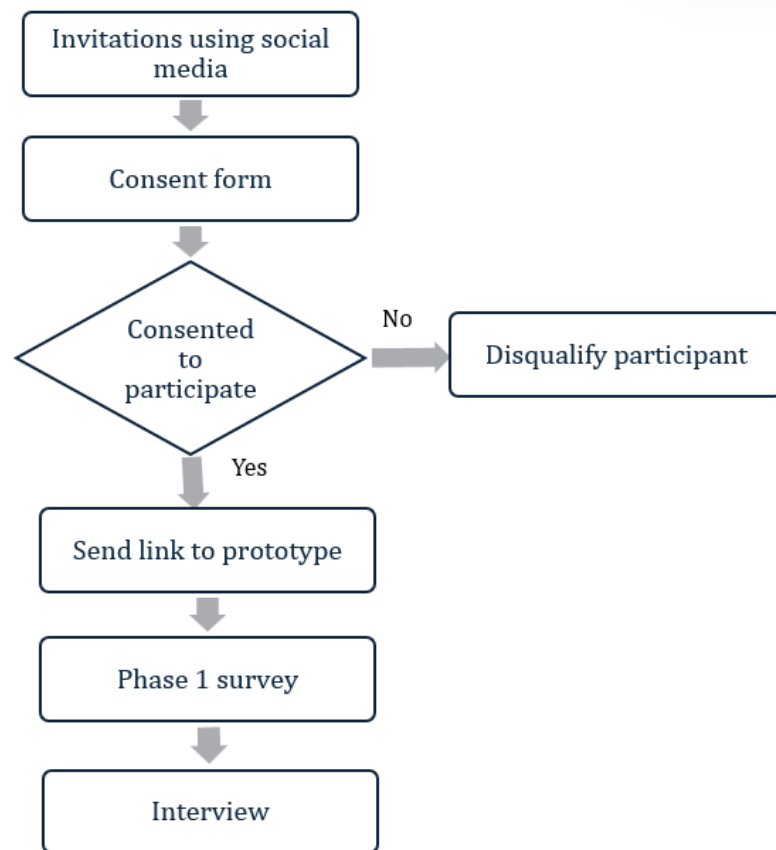 Invitations using social
media
Consent form
Consented
to
participate
No
Disqualify participant
Yes
Send link to prototype
Phase 1 survey
Interview